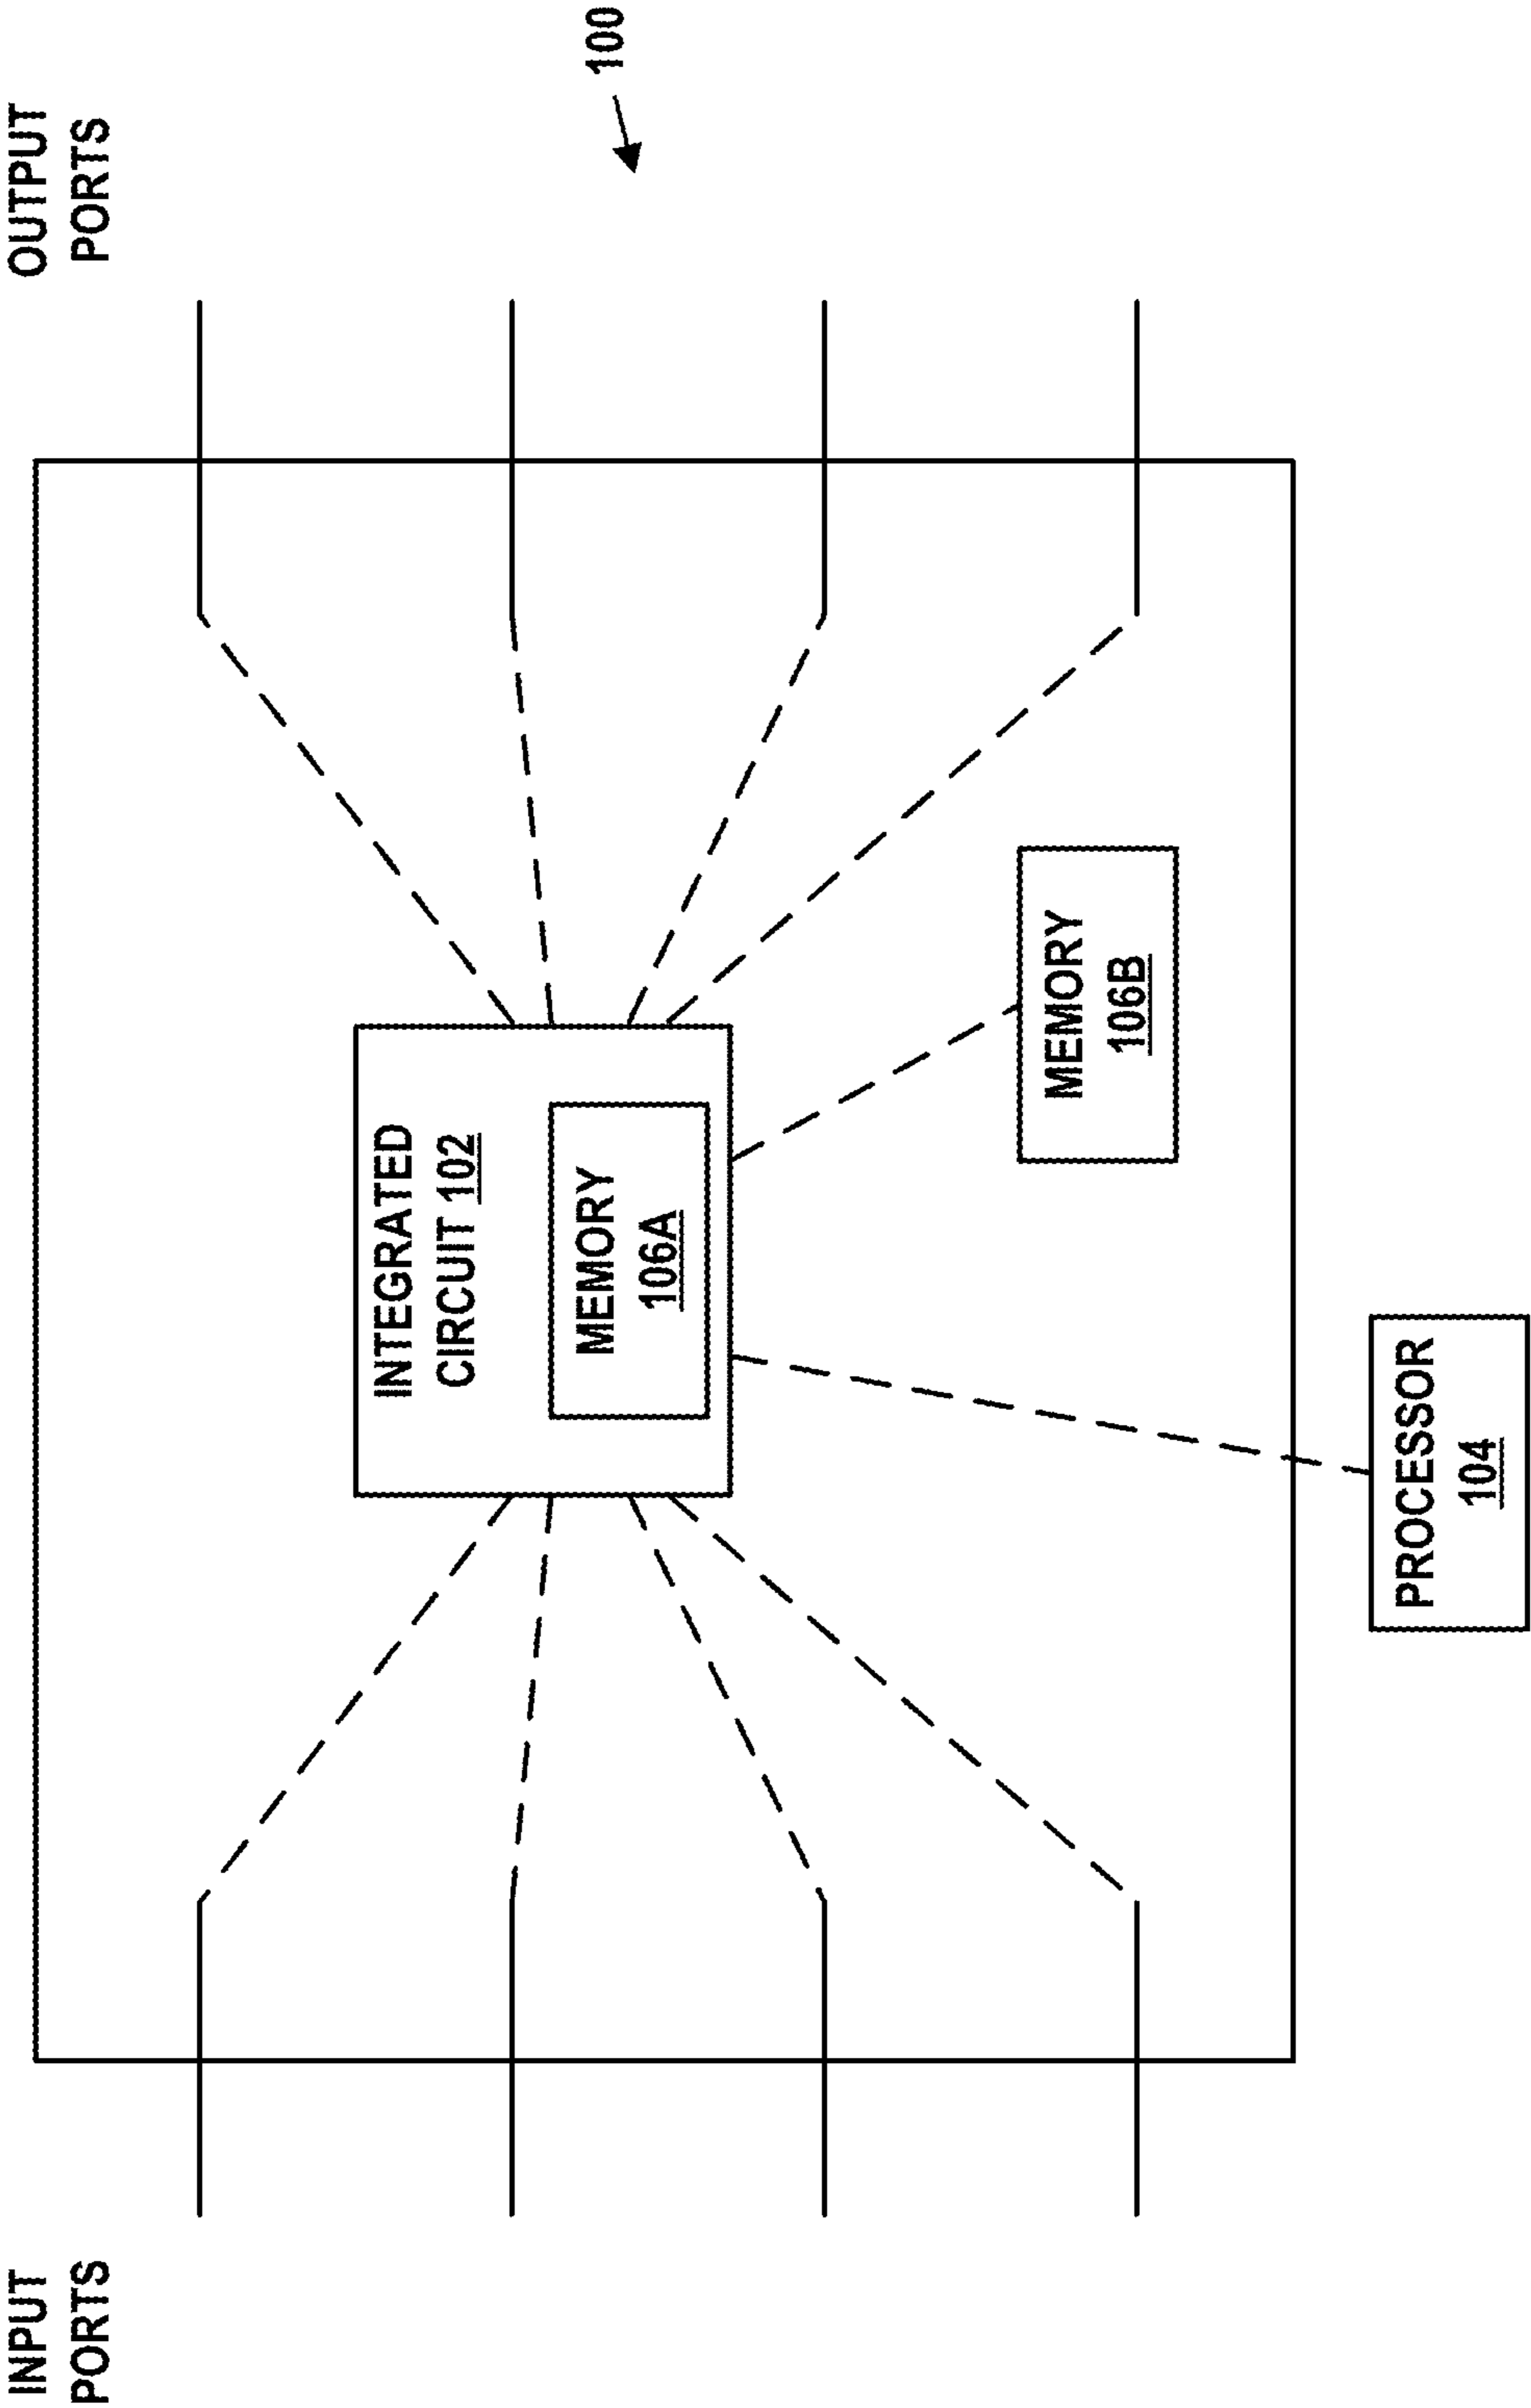 INPUT
PORTS
OUTPUT
PORTS
INTEGRATED
CIRCUIT 102
MEMORY
106A
MEMORY
106B
PROCESSOR
104
100